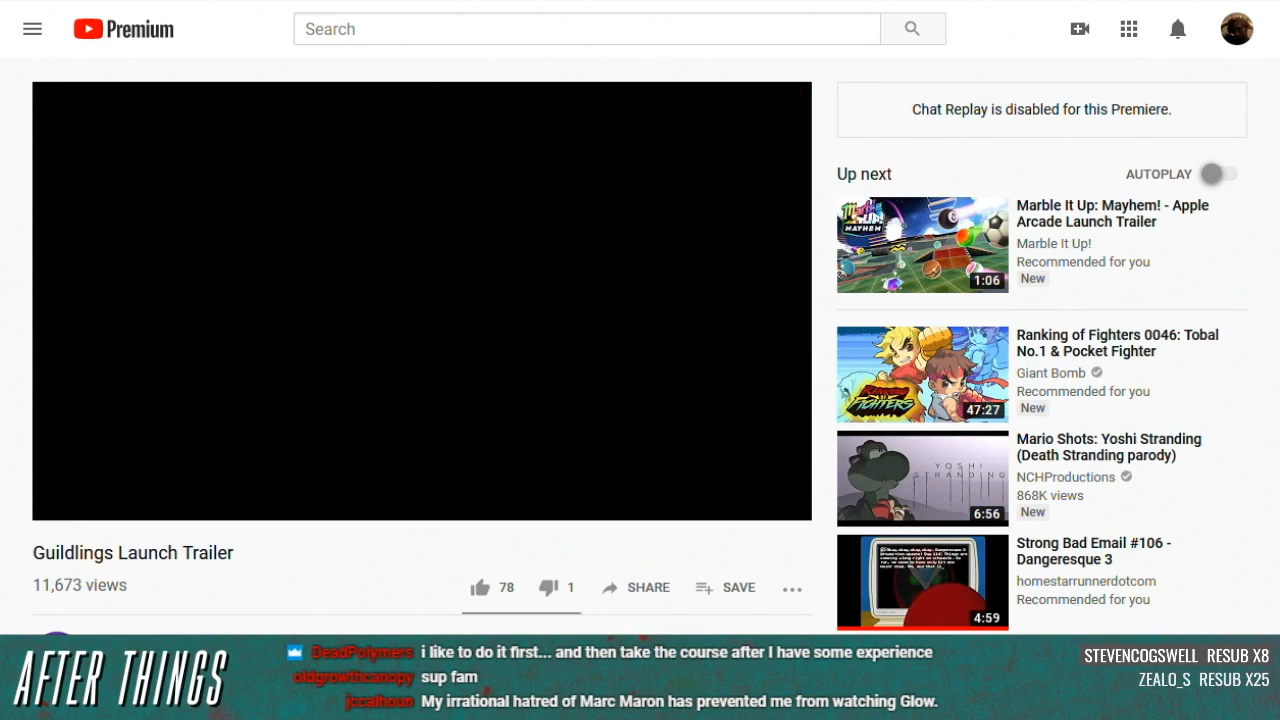 Premium
Search
Chat Replay is disabled for this Premiere.
Up next
AUTOPLAY
MAYHEM
1:06
Marble It Up: Mayhem! - Apple
Arcade Launch Trailer
Marble It Up!
Recommended for you
New
RANKING OF
FIGHTERS
47:27
Ranking of Fighters 0046: Tobal
No.1 & Pocket Fighter
Giant Bomb
Recommended for you
New
YOSHI
STRANDING
6:56
Mario Shots: Yoshi Stranding
(Death Stranding parody)
NCHProductions
868K views
New
4:59
Strong Bad Email #106 -
Dangeresque 3
homestarrunnerdotcom
Recommended for you
Guildlings Launch Trailer
11,673 views
78
1
SHARE
SAVE
AFTER THINGS
DeadPolymers i like to do it first... and then take the course after I have some experience
oldgrowthcanopy sup fam
jccalhoun My irrational hatred of Marc Maron has prevented me from watching Glow.
STEVENCOGSWELL RESUB X8
ZEALO_S RESUB X25